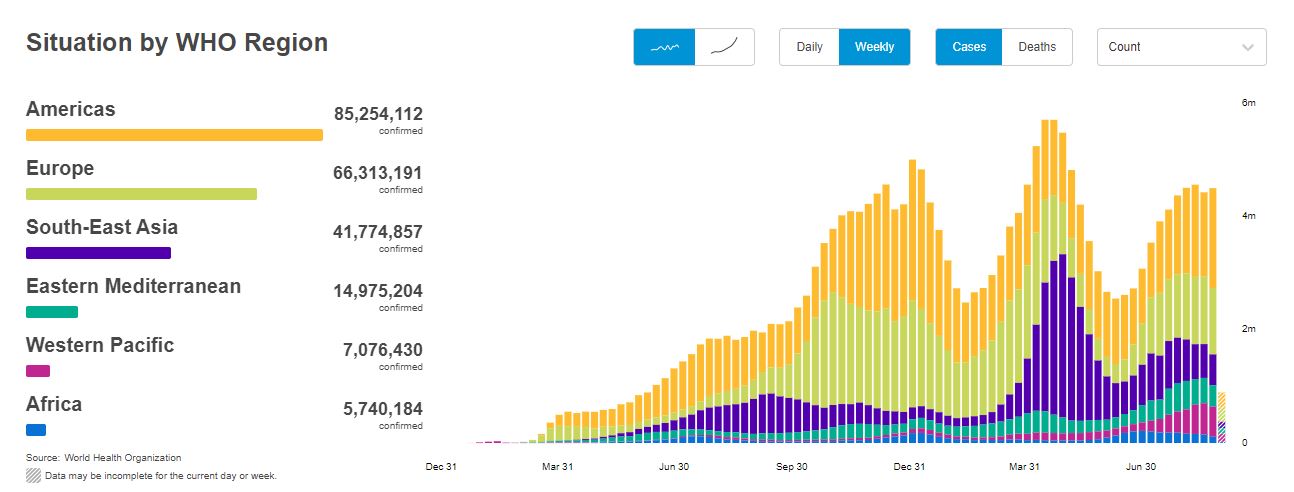 Situation by WHO Region
Daily
Weekly
Cases
Deaths
Count
Americas
85,254,112
confirmed
Europe
66,313,191
confirmed
South-East Asia
41,774,857
confirmed
Eastern Mediterranean
14,975,204
confirmed
Western Pacific
7,076,430
confirmed
Africa
5,740,184
confirmed
Source: World Health Organization
Data may be incomplete for the current day or week.
6m
4m
2m
0
Dec 31
Mar 31
Jun 30
Sep 30
Dec 31
Mar 31
Jun 30